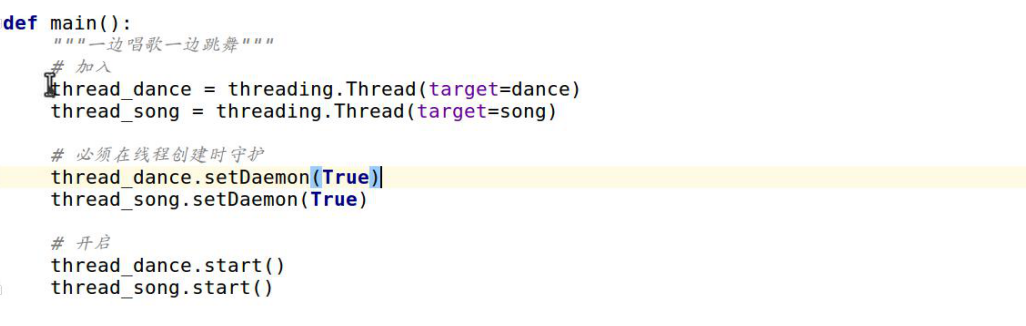 def main():
    """一边唱歌一边跳舞"""
    # 加入
    thread_dance = threading.Thread(target=dance)
    thread_song = threading.Thread(target=song)
    # 必须在线程创建时守护
    thread_dance.setDaemon(True)
    thread_song.setDaemon(True)
    # 开启
    thread_dance.start()
    thread_song.start()